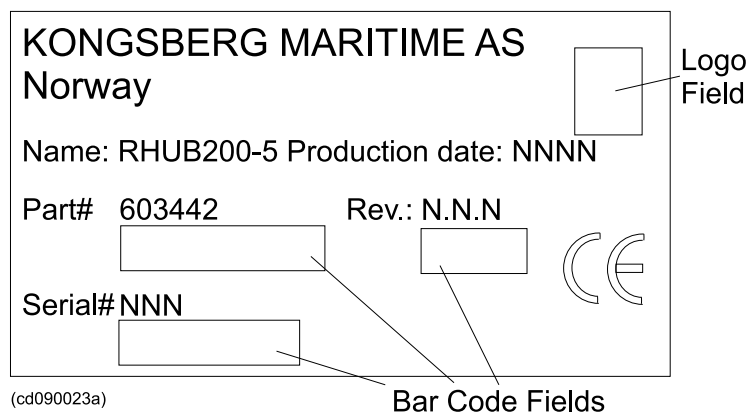 KONGSBERG MARITIME AS
Norway
Logo
Field
Name: RHUB200-5 Production date: NNNN
Part# 603442 Rev.: N.N.N
CE
Serial# NNN
(cd090023a)
Bar Code Fields